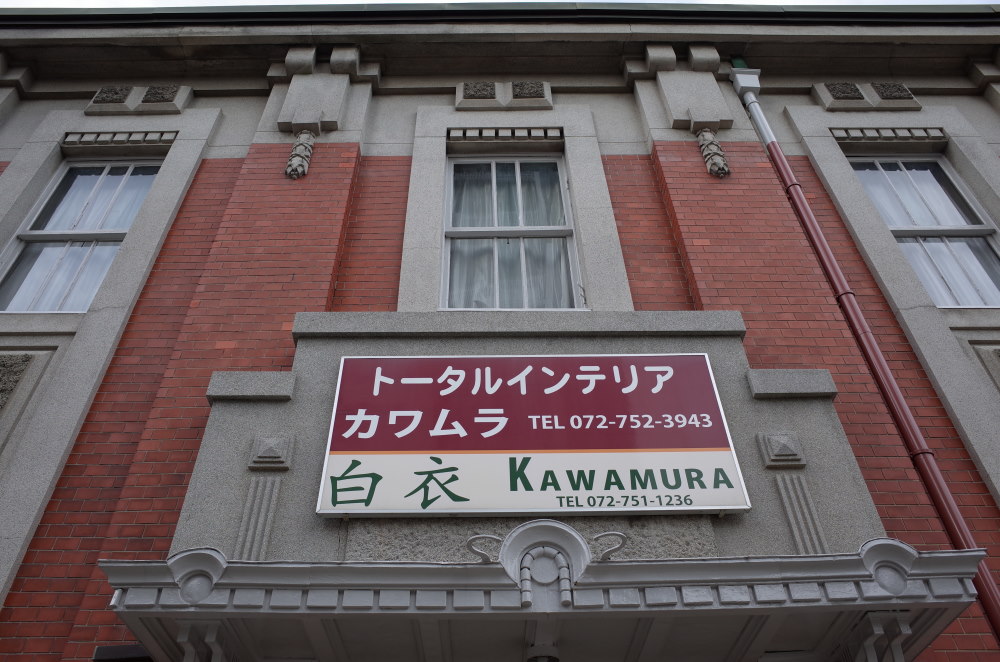 トータルインテリア
カワムラ TEL 072-752-3943
白衣 KAWAMURA
TEL 072-751-1236